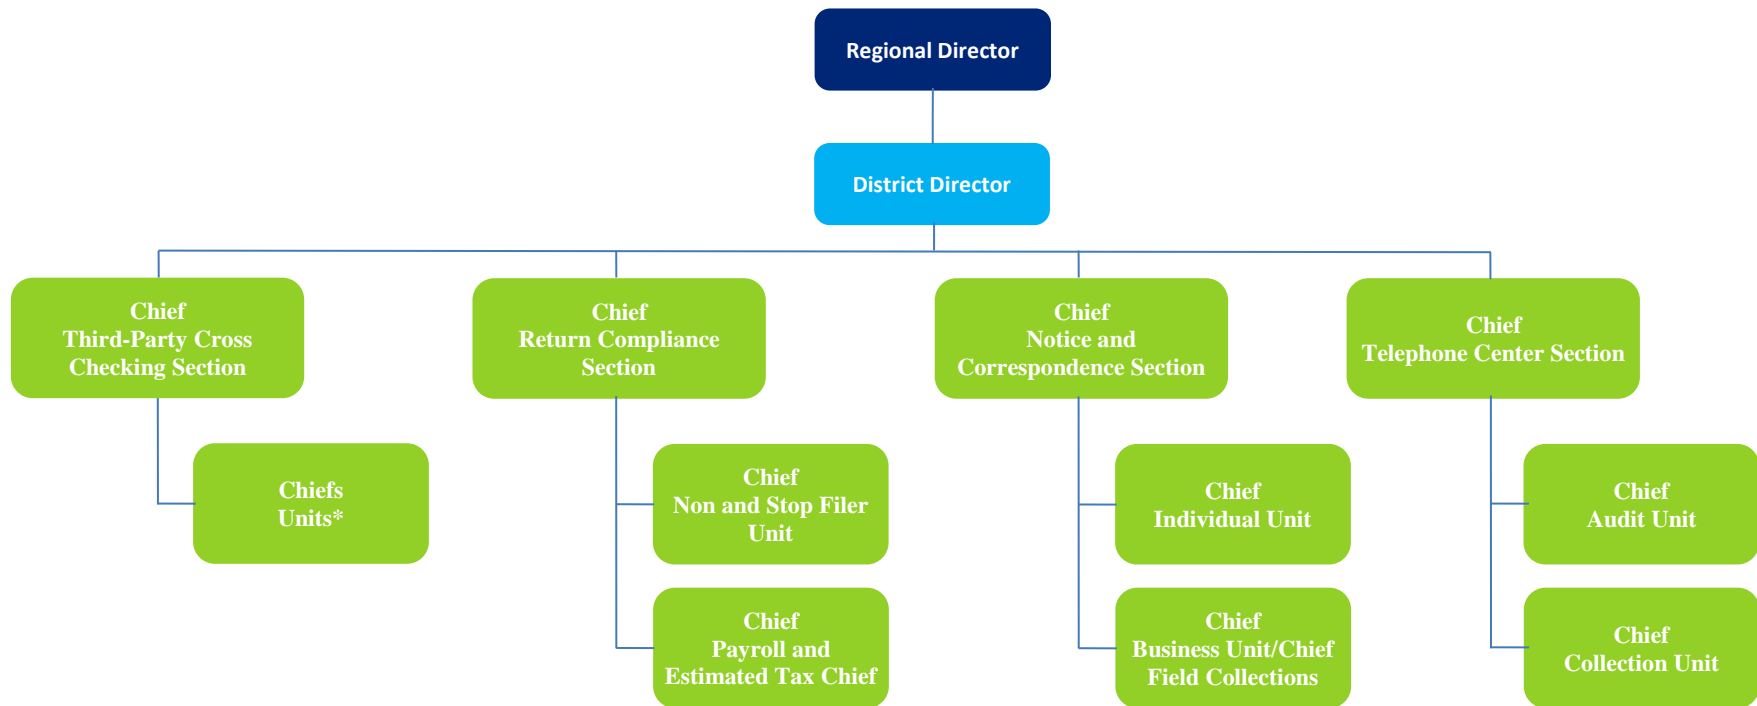 Regional Director
District Director
Chief
Third-Party Cross
Checking Section
Chief
Return Compliance
Section
Chief
Notice and
Correspondence Section
Chief
Telephone Center Section
Chiefs
Units*
Chief
Non and Stop Filer
Unit
Chief
Individual Unit
Chief
Audit Unit
Chief
Payroll and
Estimated Tax Chief
Chief
Business Unit/Chief
Field Collections
Chief
Collection Unit